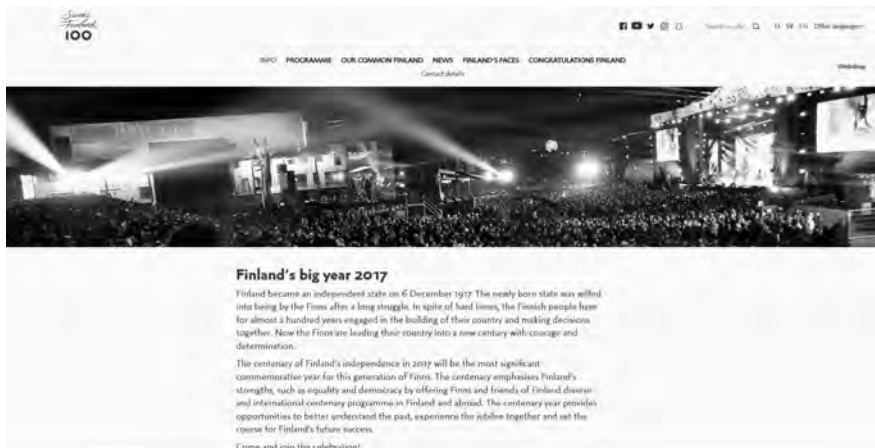 Suomi
Finland
100
FI SV EN Other languages
INFO PROGRAMME OUR COMMON FINLAND NEWS FINLAND'S FACES CONGRATULATIONS FINLAND
Contact details
Webshop
Finland's big year 2017
Finland became an independent state on 6 December 1917. The newly born state was willed
into being by the Finns after a long struggle. In spite of hard times, the Finnish people have
for almost a hundred years engaged in the building of their country and making decisions
together. Now the Finns are leading their country into a new century with courage and
determination.
The centenary of Finland's independence in 2017 will be the most significant
commemorative year for this generation of Finns. The centenary emphasises Finland's
strengths, such as equality and democracy by offering Finns and friends of Finland diverse
and international centenary programme in Finland and abroad. The centenary year provides
opportunities to better understand the past, experience the jubilee together and set the
course for Finland's future success.
Come and join the celebration!